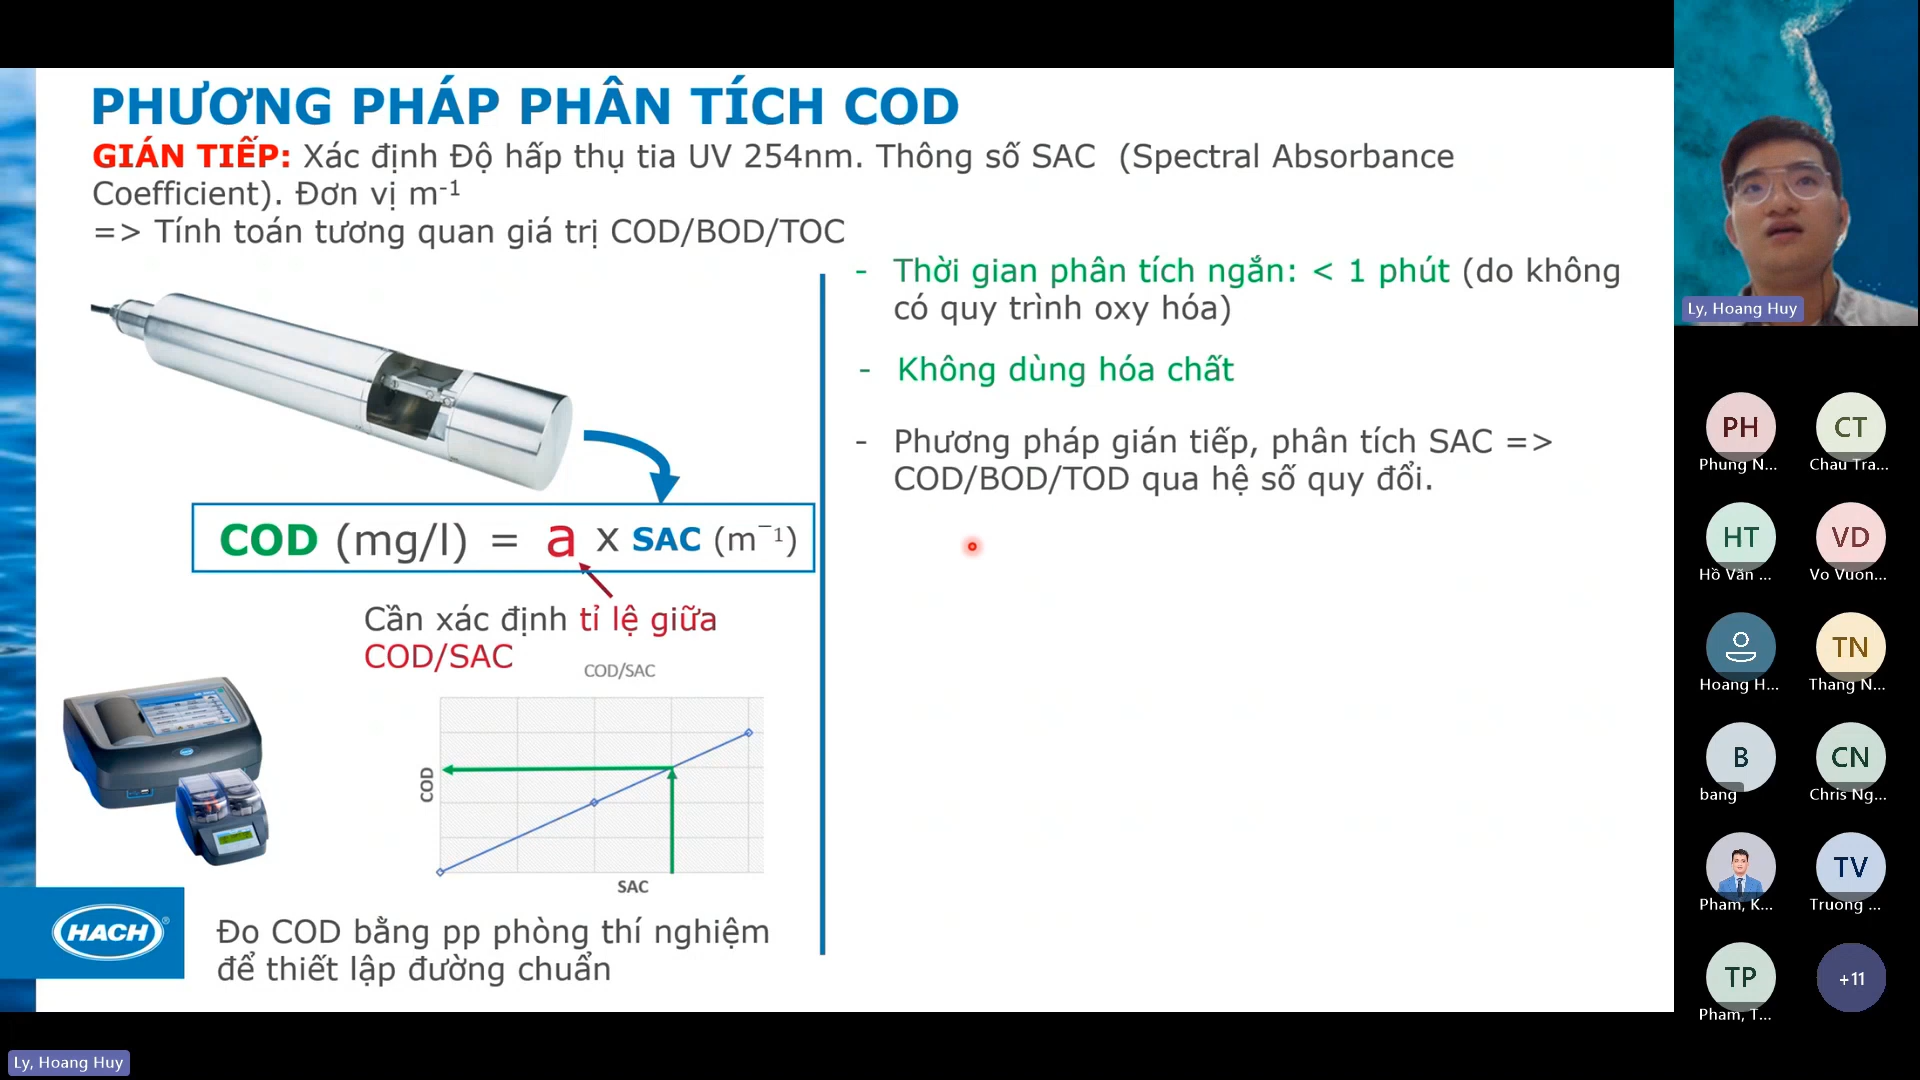 PHƯƠNG PHÁP PHÂN TÍCH COD
GIÁN TIẾP: Xác định Độ hấp thụ tia UV 254nm. Thông số SAC (Spectral Absorbance
Coefficient). Đơn vị m-1
=> Tính toán tương quan giá trị COD/BOD/TOC
- Thời gian phân tích ngắn: < 1 phút (do không
có quy trình oxy hóa)
- Không dùng hóa chất
- Phương pháp gián tiếp, phân tích SAC =>
COD/BOD/TOD qua hệ số quy đổi.
COD (mg/l) = a x SAC (m⁻¹)
Cần xác định tỉ lệ giữa
COD/SAC
COD/SAC
COD
SAC
HACH®
Đo COD bằng pp phòng thí nghiệm
để thiết lập đường chuẩn
Ly, Hoang Huy
PH
Phung N...
CT
Chau Tra...
HT
Hồ Văn ...
VD
Vo Vuon...
Hoang H...
TN
Thang N...
B
bang
CN
Chris Ng...
Pham, K...
TV
Truong ...
TP
Pham, T...
+11
Ly, Hoang Huy